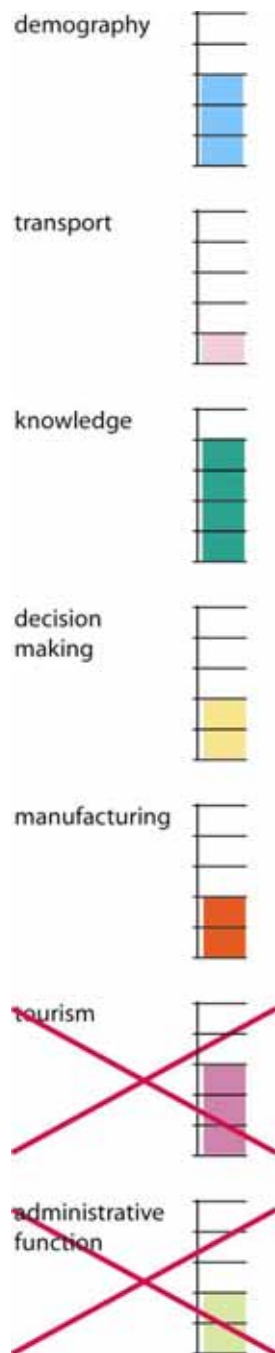 demography
transport
knowledge
decision
making
manufacturing
tourism
administrative
function